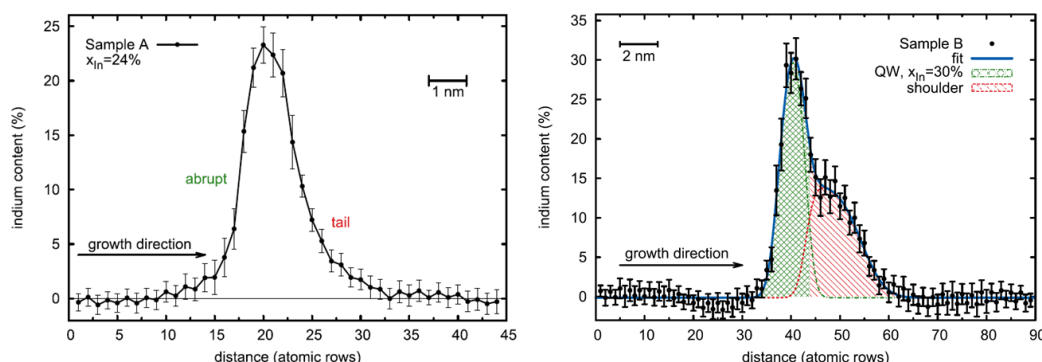 25
20
15
10
5
0
indium content (%)
Sample A
x_In=24%
1 nm
abrupt
tail
growth direction
0 5 10 15 20 25 30 35 40 45
distance (atomic rows)
35
30
25
20
15
10
5
0
indium content (%)
2 nm
Sample B
fit
QW, x_In=30%
shoulder
growth direction
0 10 20 30 40 50 60 70 80 90
distance (atomic rows)